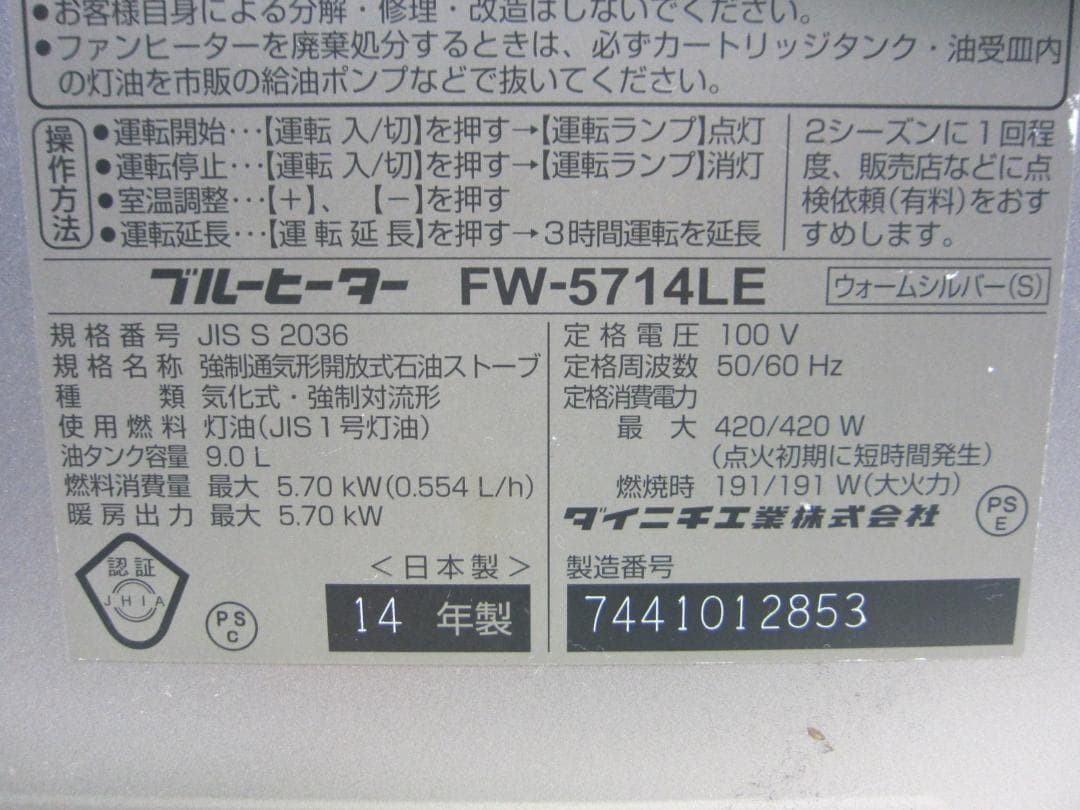 ●お客様自身による分解・修理・改造はしないでください。
●ファンヒーターを廃棄処分するときは、必ずカートリッジタンク・油受皿内
の灯油を市販の給油ポンプなどで抜いてください。
操作方法
●運転開始…【運転 入/切】を押す→【運転ランプ】点灯
●運転停止…【運転 入/切】を押す→【運転ランプ】消灯
●室温調整…【+】、【−】を押す
●運転延長…【運転延長】を押す→3時間運転を延長
2シーズンに1回程
度、販売店などに点
検依頼(有料)をおす
すめします。
ブルーヒーター FW-5714LE ウォームシルバー(S)
規格番号 JIS S 2036
規格名称 強制通気形開放式石油ストーブ
種類 気化式・強制対流形
使用燃料 灯油(JIS1号灯油)
油タンク容量 9.0 L
燃料消費量 最大 5.70 kW(0.554 L/h)
暖房出力 最大 5.70 kW
定格電圧 100 V
定格周波数 50/60 Hz
定格消費電力
最大 420/420 W
(点火初期に短時間発生)
燃焼時 191/191 W(大火力)
ダイニチ工業株式会社
PS
E
認証
JHIA
PS
C
<日本製>
14 年製
製造番号
7441012853